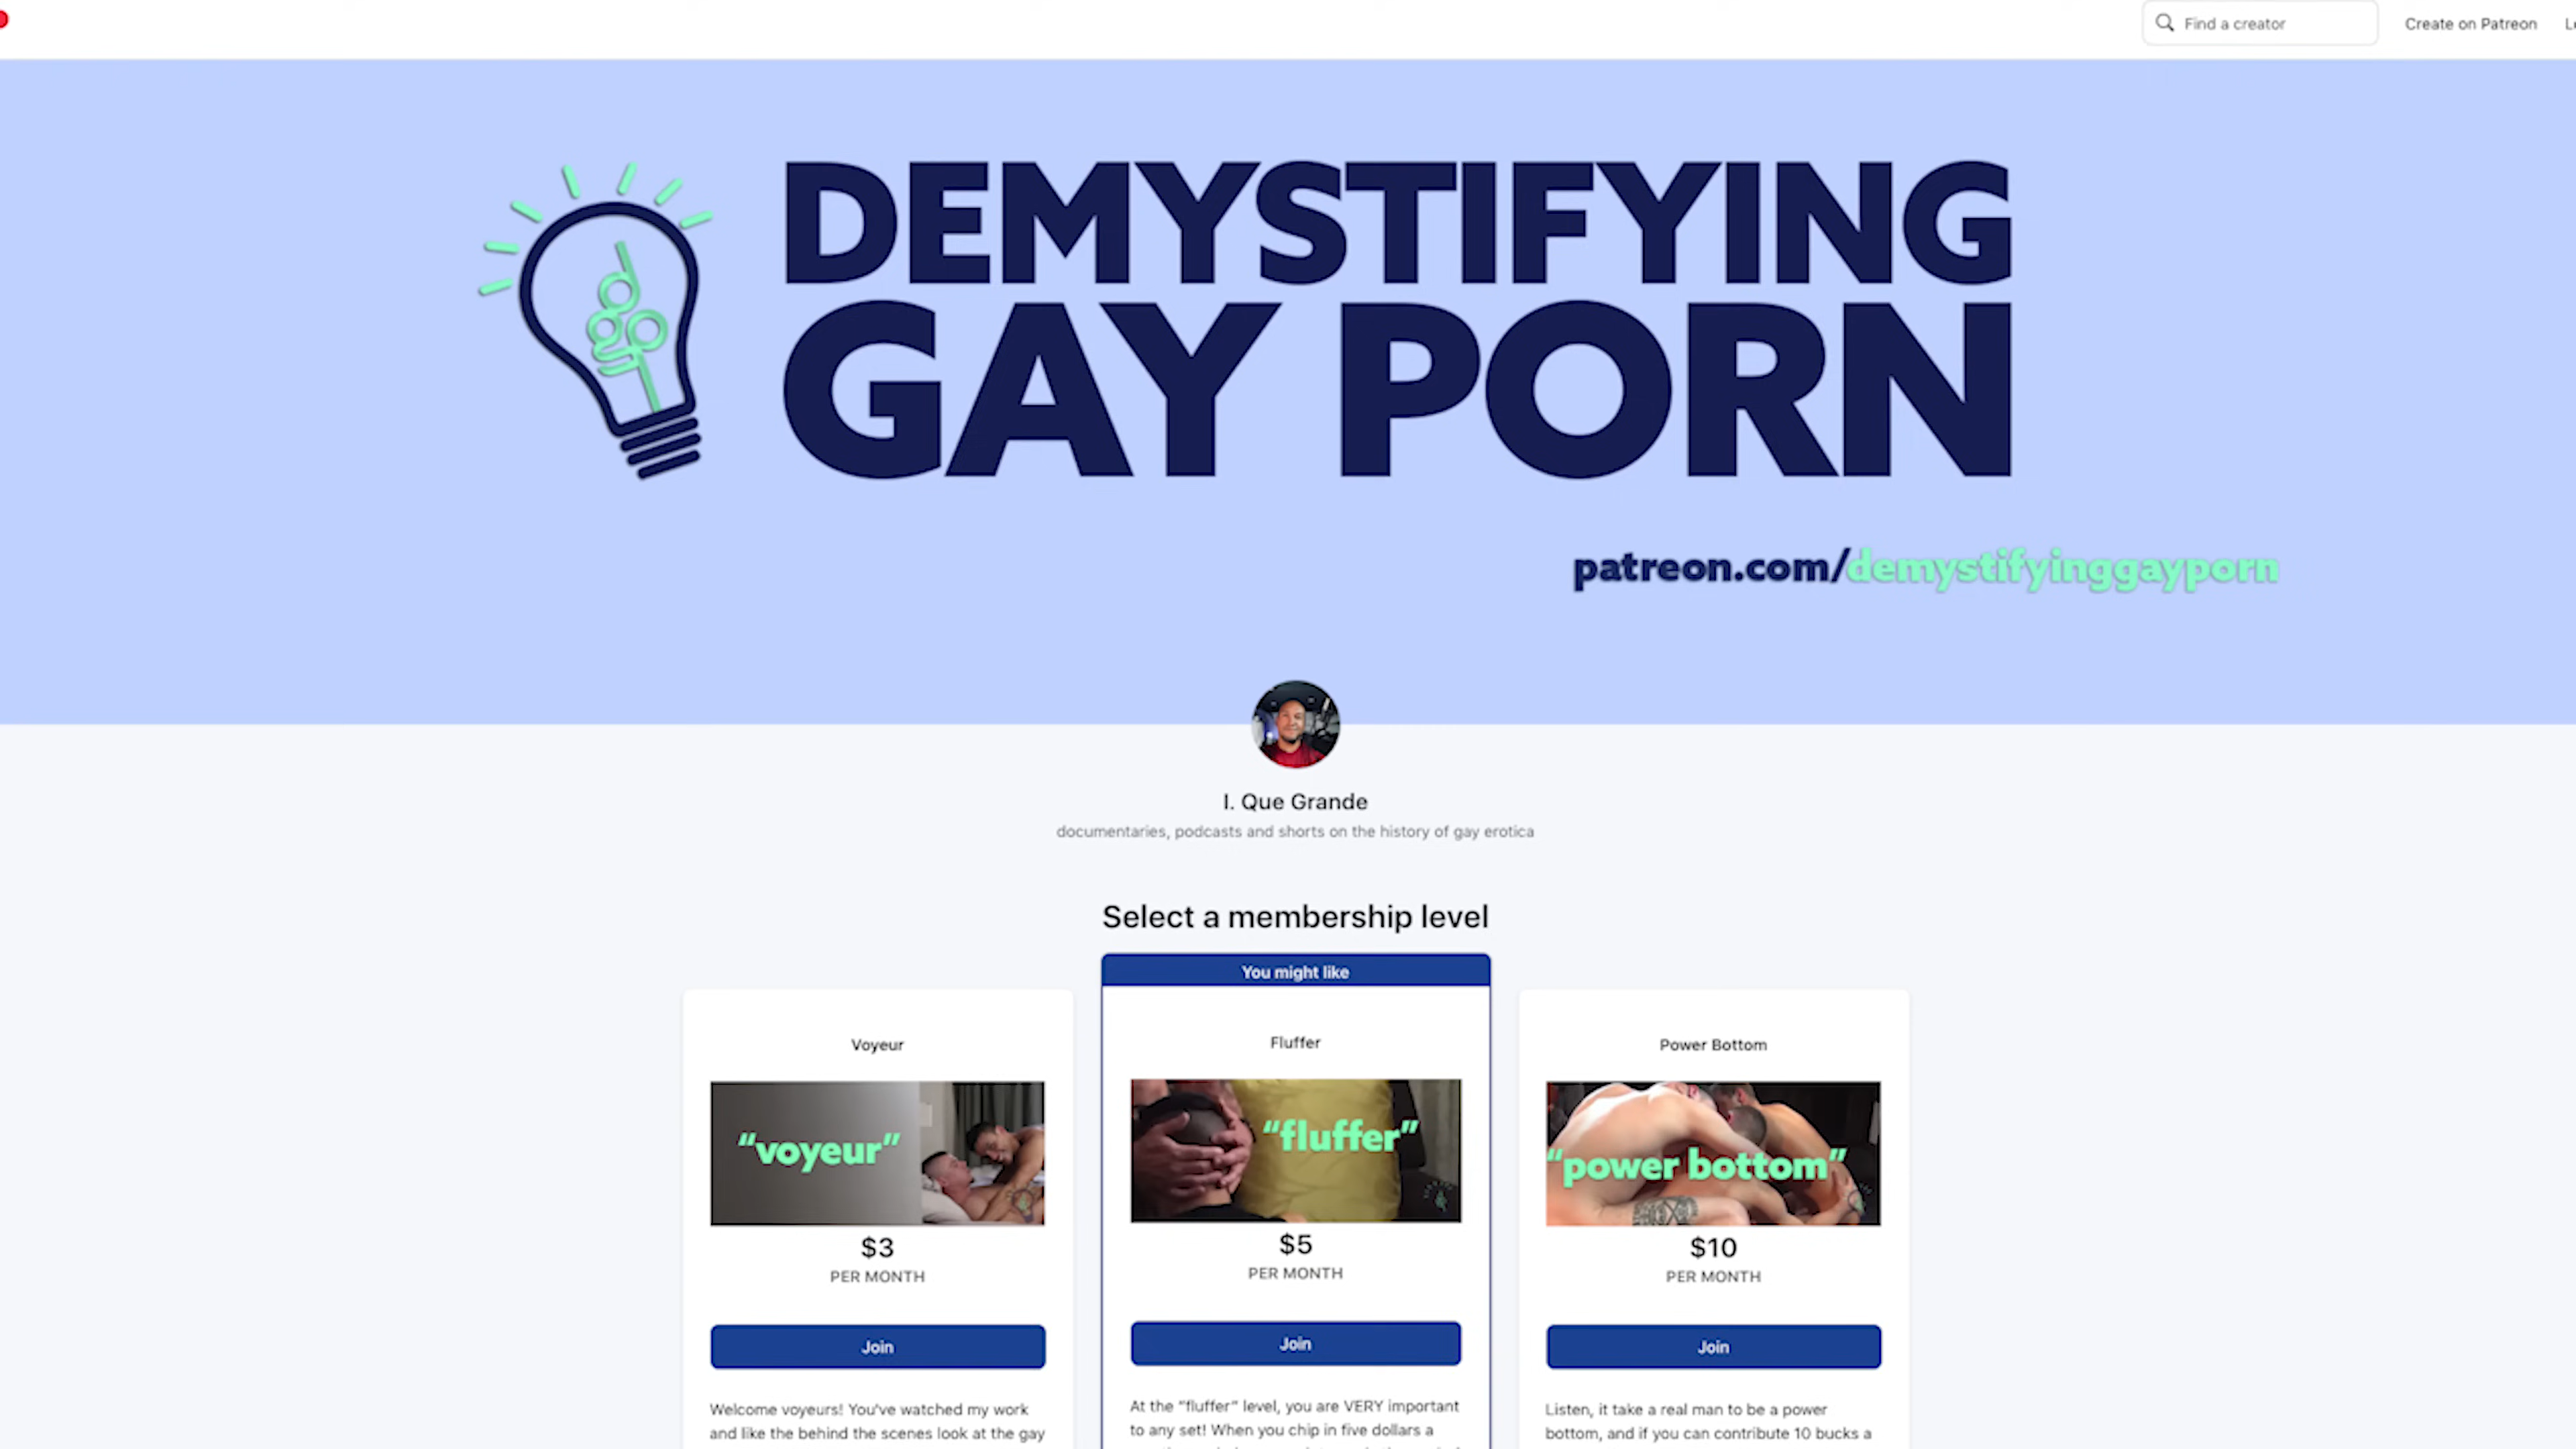 Find a creator
Create on Patreon
DEMYSTIFYING
GAY PORN
dgp
patreon.com/demystifyinggayporn
I. Que Grande
documentaries, podcasts and shorts on the history of gay erotica
Select a membership level
You might like
Voyeur
"voyeur"
$3
PER MONTH
Join
Welcome voyeurs! You've watched my work
and like the behind the scenes look at the gay
Fluffer
"fluffer"
$5
PER MONTH
Join
At the "fluffer" level, you are VERY important
to any set! When you chip in five dollars a
Power Bottom
"power bottom"
$10
PER MONTH
Join
Listen, it take a real man to be a power
bottom, and if you can contribute 10 bucks a